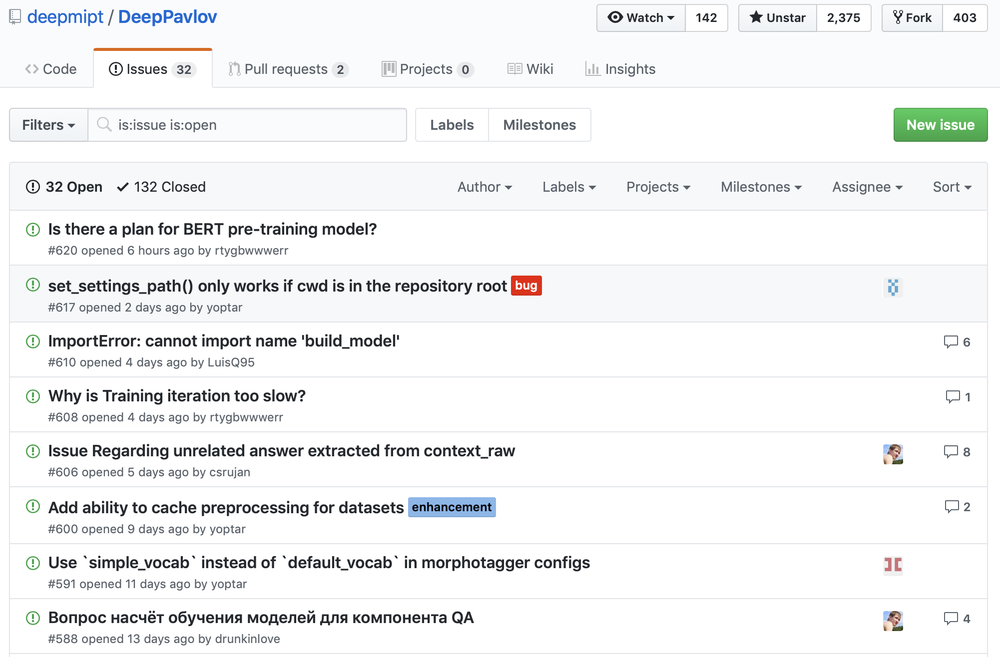 deepmipt / DeepPavlov
Watch 142 Unstar 2,375 Fork 403
Code Issues 32 Pull requests 2 Projects 0 Wiki Insights
Filters is:issue is:open Labels Milestones New issue
32 Open 132 Closed Author Labels Projects Milestones Assignee Sort
Is there a plan for BERT pre-training model?
#620 opened 6 hours ago by rtygbwwwerr
set_settings_path() only works if cwd is in the repository root bug
#617 opened 2 days ago by yoptar
ImportError: cannot import name 'build_model' 6
#610 opened 4 days ago by LuisQ95
Why is Training iteration too slow? 1
#608 opened 4 days ago by rtygbwwwerr
Issue Regarding unrelated answer extracted from context_raw 8
#606 opened 5 days ago by csrujan
Add ability to cache preprocessing for datasets enhancement 2
#600 opened 9 days ago by yoptar
Use `simple_vocab` instead of `default_vocab` in morphotagger configs
#591 opened 11 days ago by yoptar
Вопрос насчёт обучения моделей для компонента QA 4
#588 opened 13 days ago by drunkinlove